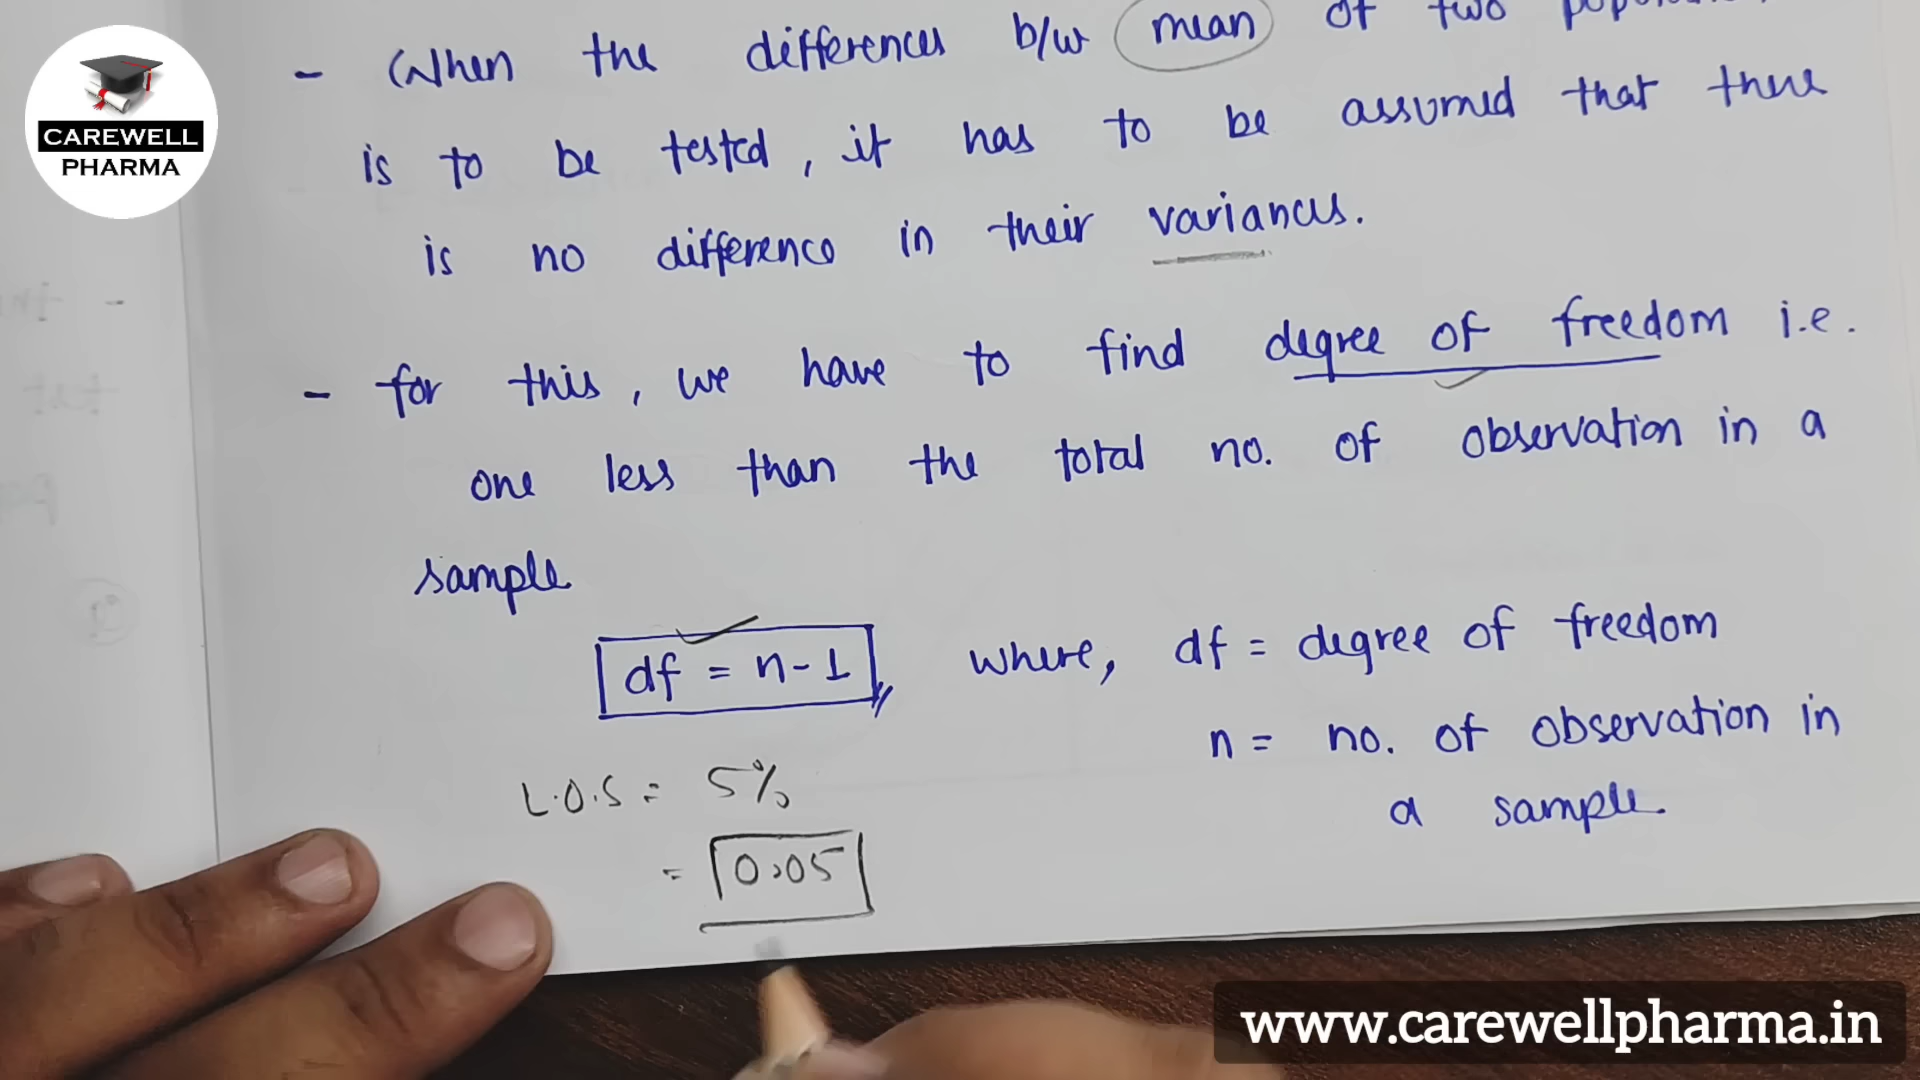 CAREWELL
PHARMA
- When the differences b/w mean of two
is to be tested, it has to be assumed that there
is no difference in their variances.
- for this, we have to find degree of freedom i.e.
one less than the total no. of observation in a
sample
df = n-1, where, df = degree of freedom
n = no. of observation in
a sample.
L.O.S = 5%
= 0.05
www.carewellpharma.in